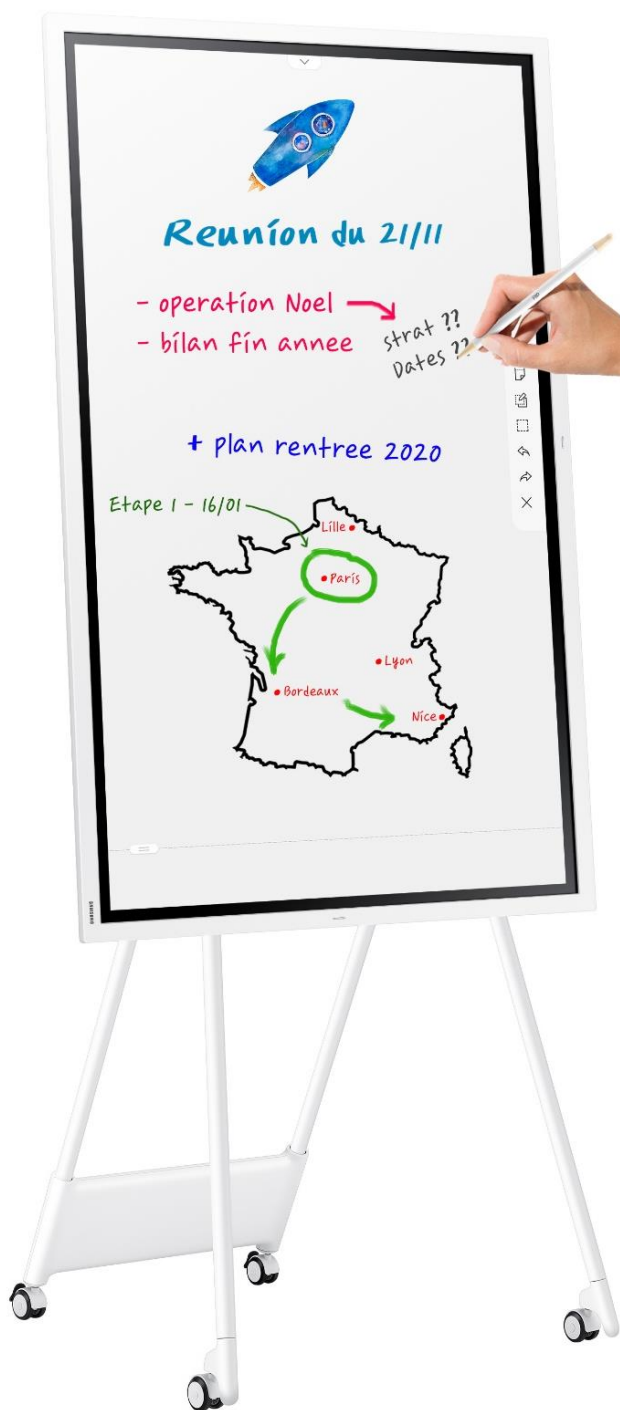 Reunion du 21/11
- operation Noel
- bilan fin annee
strat ??
Dates ??
+ plan rentree 2020
Etape 1 - 16/01
Lille
Paris
Lyon
Bordeaux
Nice
SAMSUNG